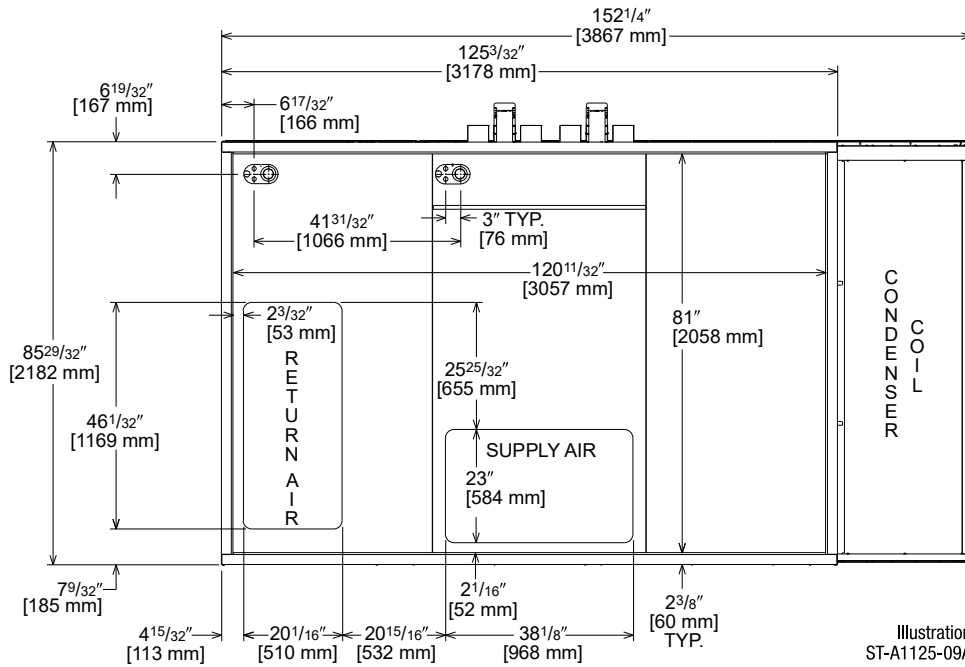 152 1/4″
[3867 mm]
125 3/32″
[3178 mm]
6 19/32″
[167 mm]
6 17/32″
[166 mm]
41 31/32″
[1066 mm]
3″ TYP.
[76 mm]
120 11/32″
[3057 mm]
2 3/32″
[53 mm]
81″
[2058 mm]
85 29/32″
[2182 mm]
25 25/32″
[655 mm]
46 1/32″
[1169 mm]
RETURN AIR
SUPPLY AIR
23″
[584 mm]
CONDENSER
COIL
7 9/32″
[185 mm]
2 1/16″
[52 mm]
2 3/8″
[60 mm]
TYP.
4 15/32″
[113 mm]
20 1/16″
[510 mm]
20 15/16″
[532 mm]
38 1/8″
[968 mm]
Illustration
ST-A1125-09A